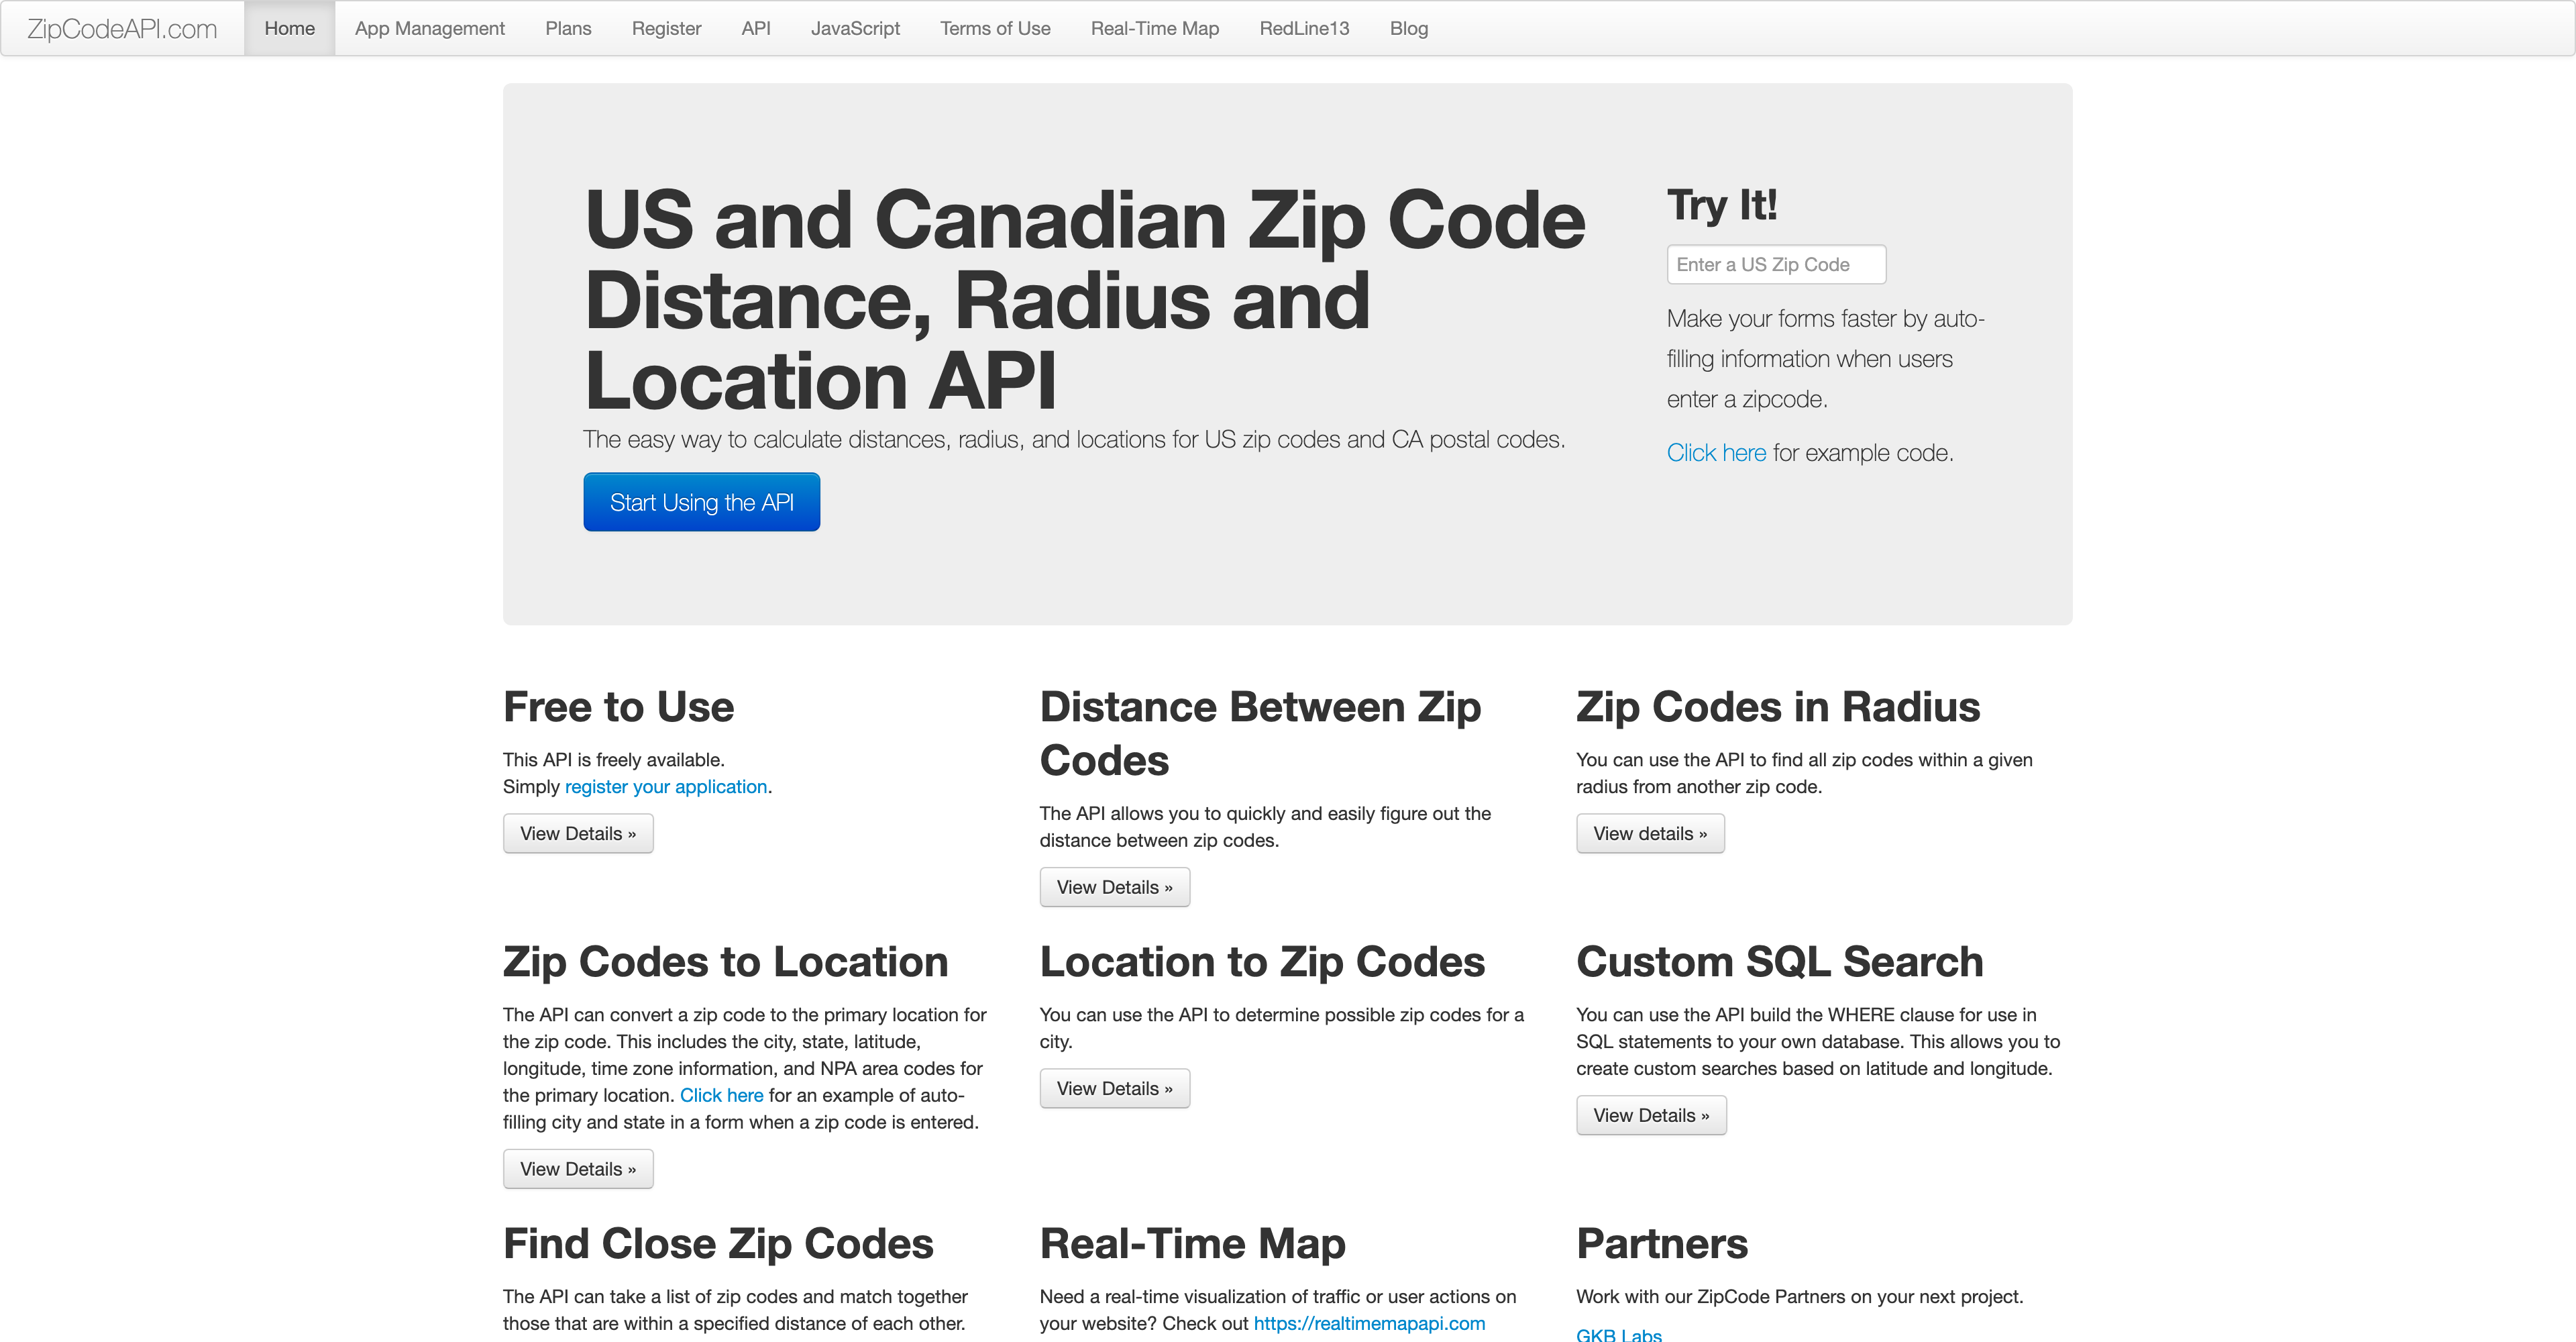 ZipCodeAPI.com Home App Management Plans Register API JavaScript Terms of Use Real-Time Map RedLine13 Blog
US and Canadian Zip Code
Distance, Radius and
Location API
The easy way to calculate distances, radius, and locations for US zip codes and CA postal codes.
Start Using the API
Try It!
Enter a US Zip Code
Make your forms faster by auto-
filling information when users
enter a zipcode.
Click here for example code.
Free to Use
This API is freely available.
Simply register your application.
View Details »
Distance Between Zip
Codes
The API allows you to quickly and easily figure out the
distance between zip codes.
View Details »
Zip Codes in Radius
You can use the API to find all zip codes within a given
radius from another zip code.
View details »
Zip Codes to Location
The API can convert a zip code to the primary location for
the zip code. This includes the city, state, latitude,
longitude, time zone information, and NPA area codes for
the primary location. Click here for an example of auto-
filling city and state in a form when a zip code is entered.
View Details »
Location to Zip Codes
You can use the API to determine possible zip codes for a
city.
View Details »
Custom SQL Search
You can use the API build the WHERE clause for use in
SQL statements to your own database. This allows you to
create custom searches based on latitude and longitude.
View Details »
Find Close Zip Codes
The API can take a list of zip codes and match together
those that are within a specified distance of each other.
Real-Time Map
Need a real-time visualization of traffic or user actions on
your website? Check out https://realtimemapapi.com
Partners
Work with our ZipCode Partners on your next project.
GKB Labs